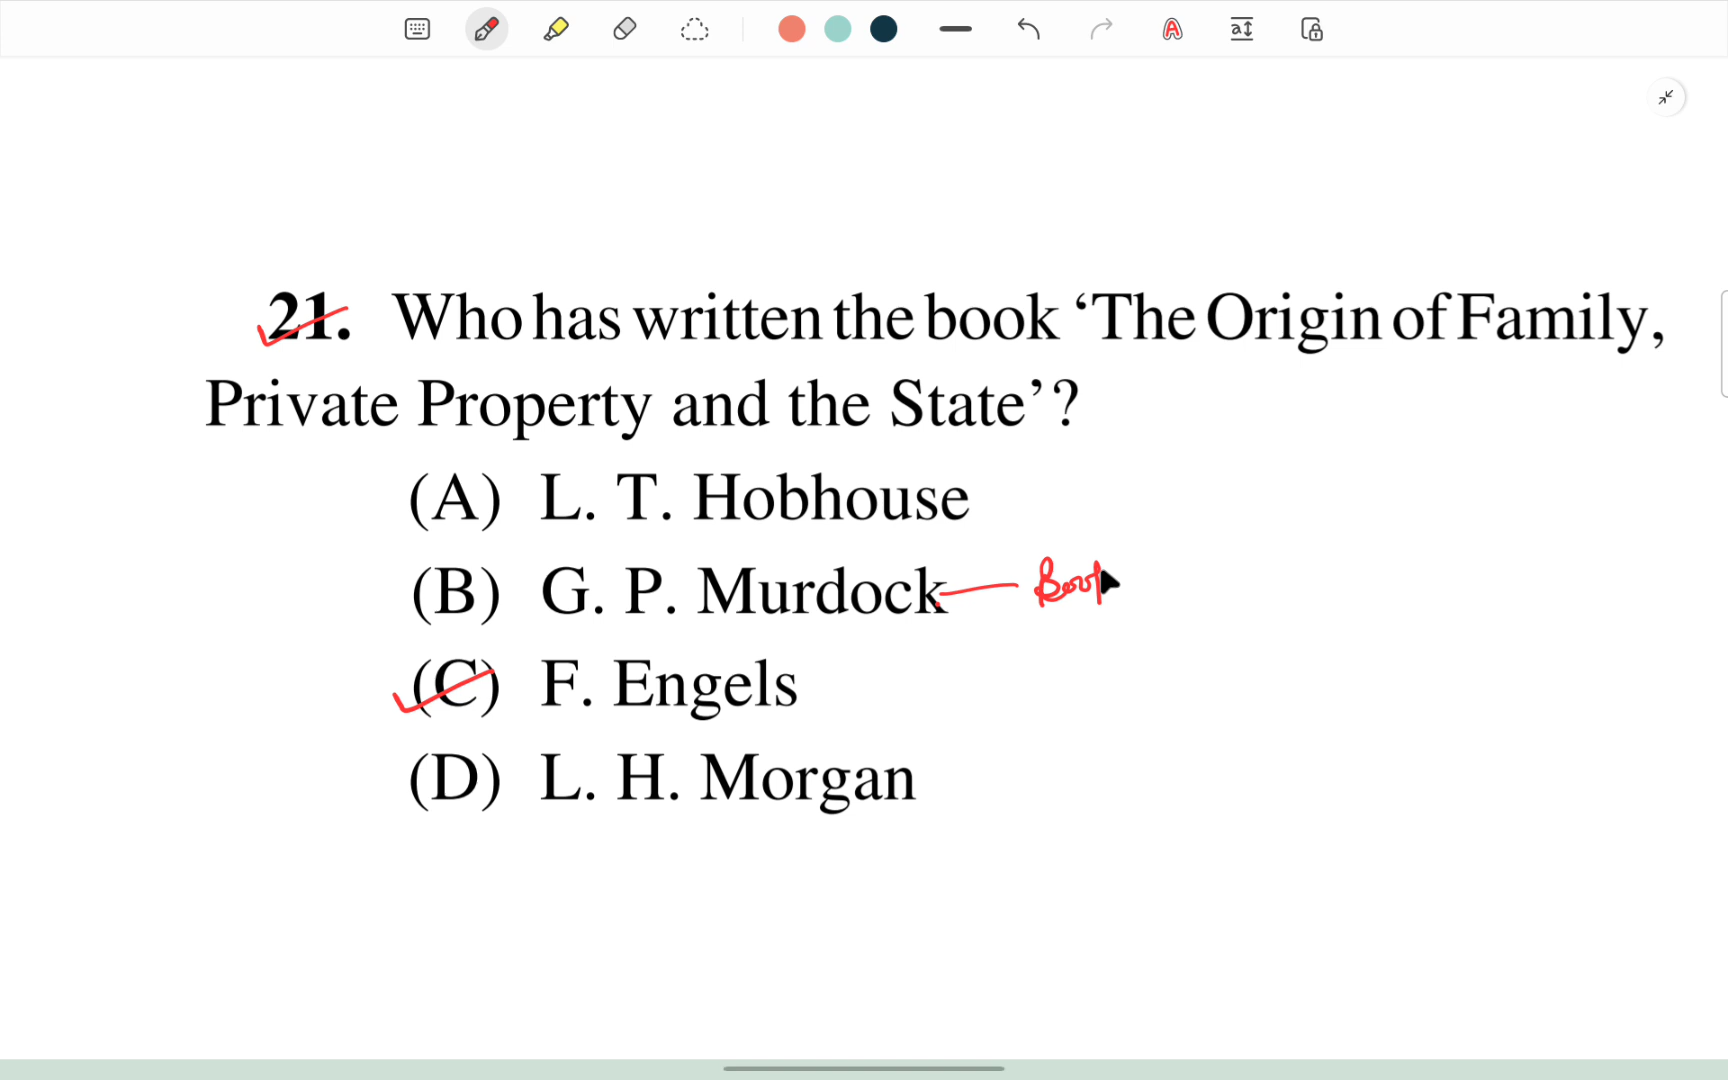 21. Who has written the book ‘The Origin of Family,
Private Property and the State’?
(A) L. T. Hobhouse
(B) G. P. Murdock
(C) F. Engels
(D) L. H. Morgan